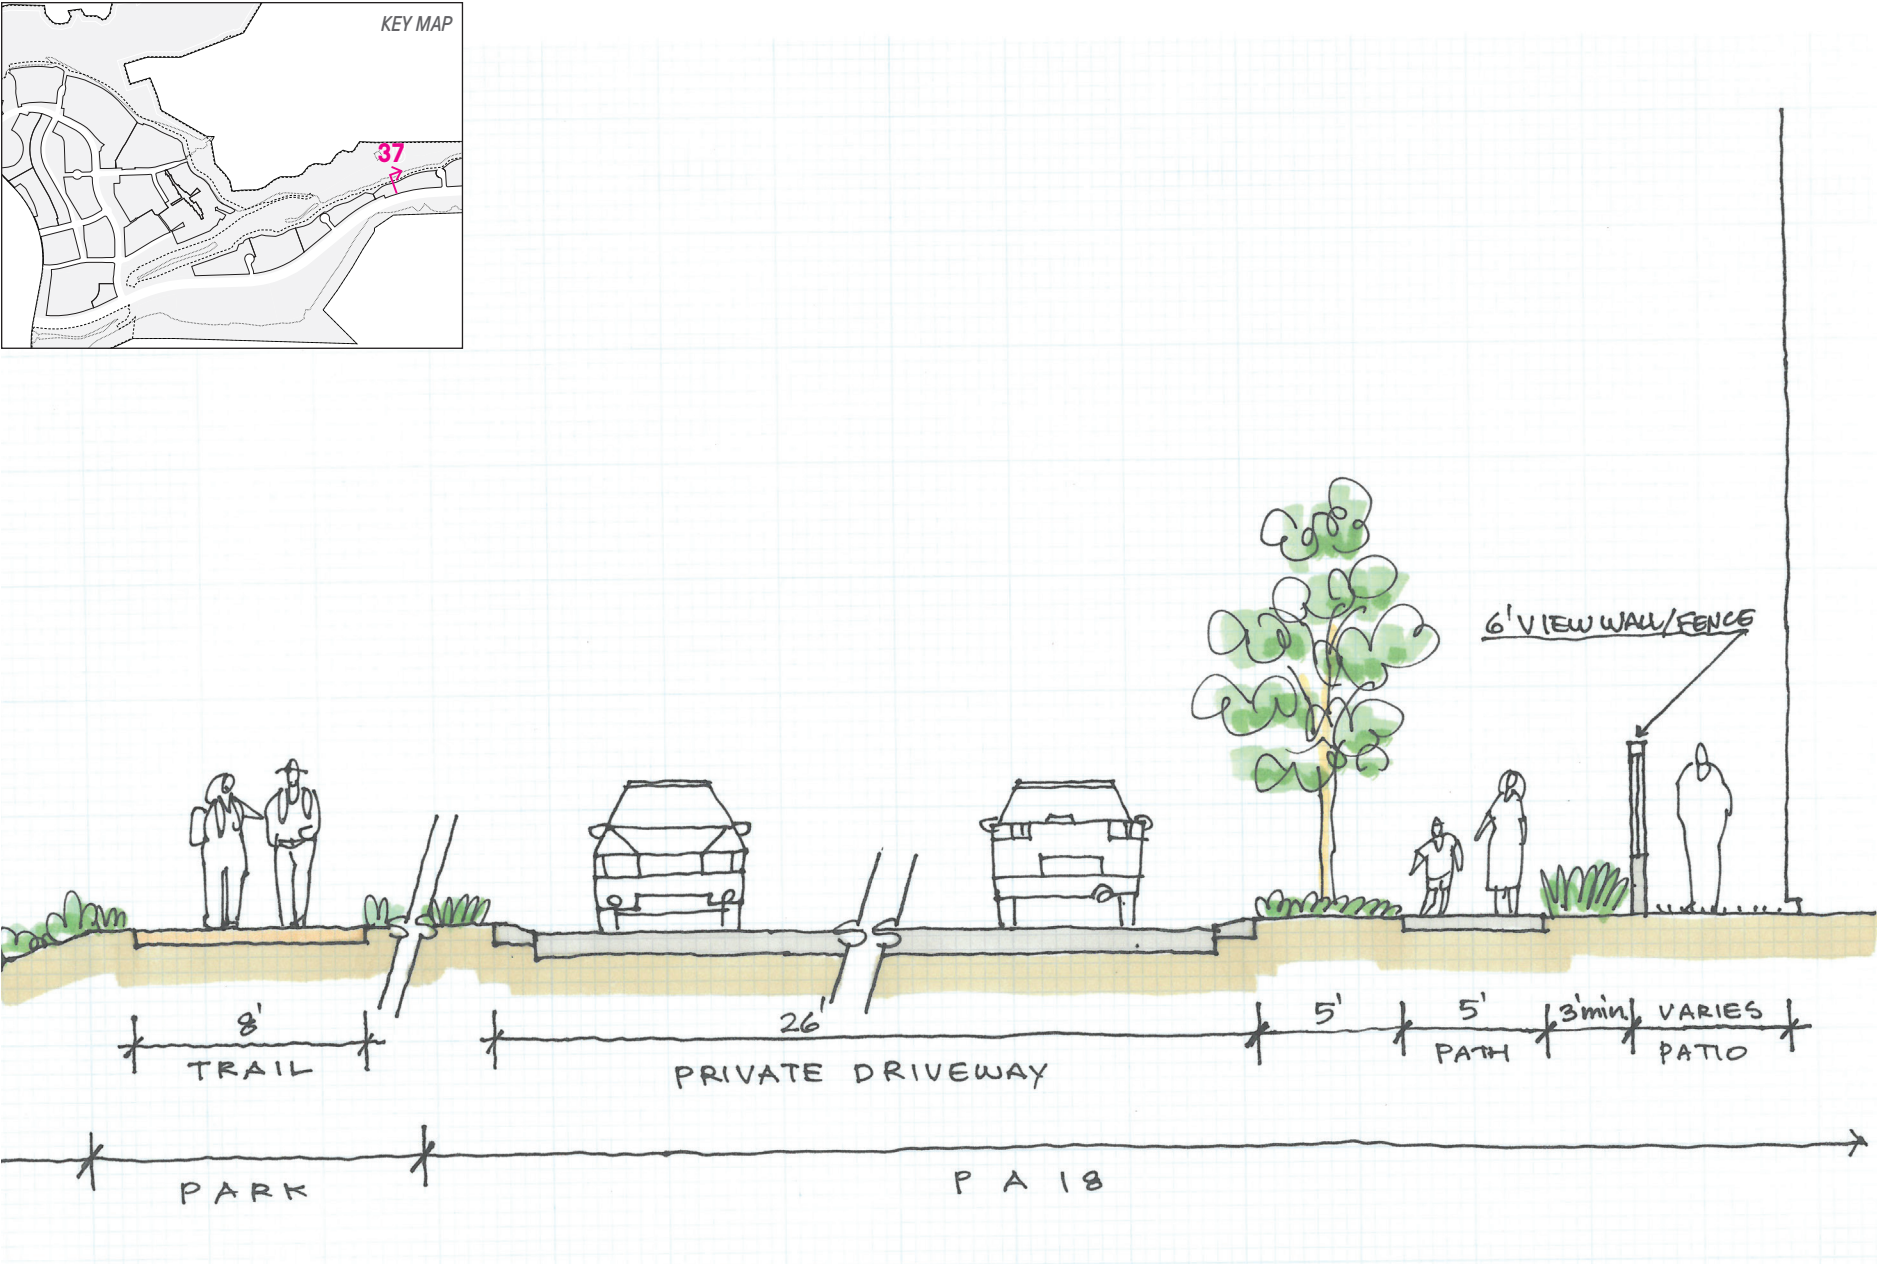 KEY MAP
37
6' VIEW WALL/FENCE
8'
26'
5'
5'
3'min.
VARIES
TRAIL
PRIVATE DRIVEWAY
PATH
PATIO
PARK
PA 18